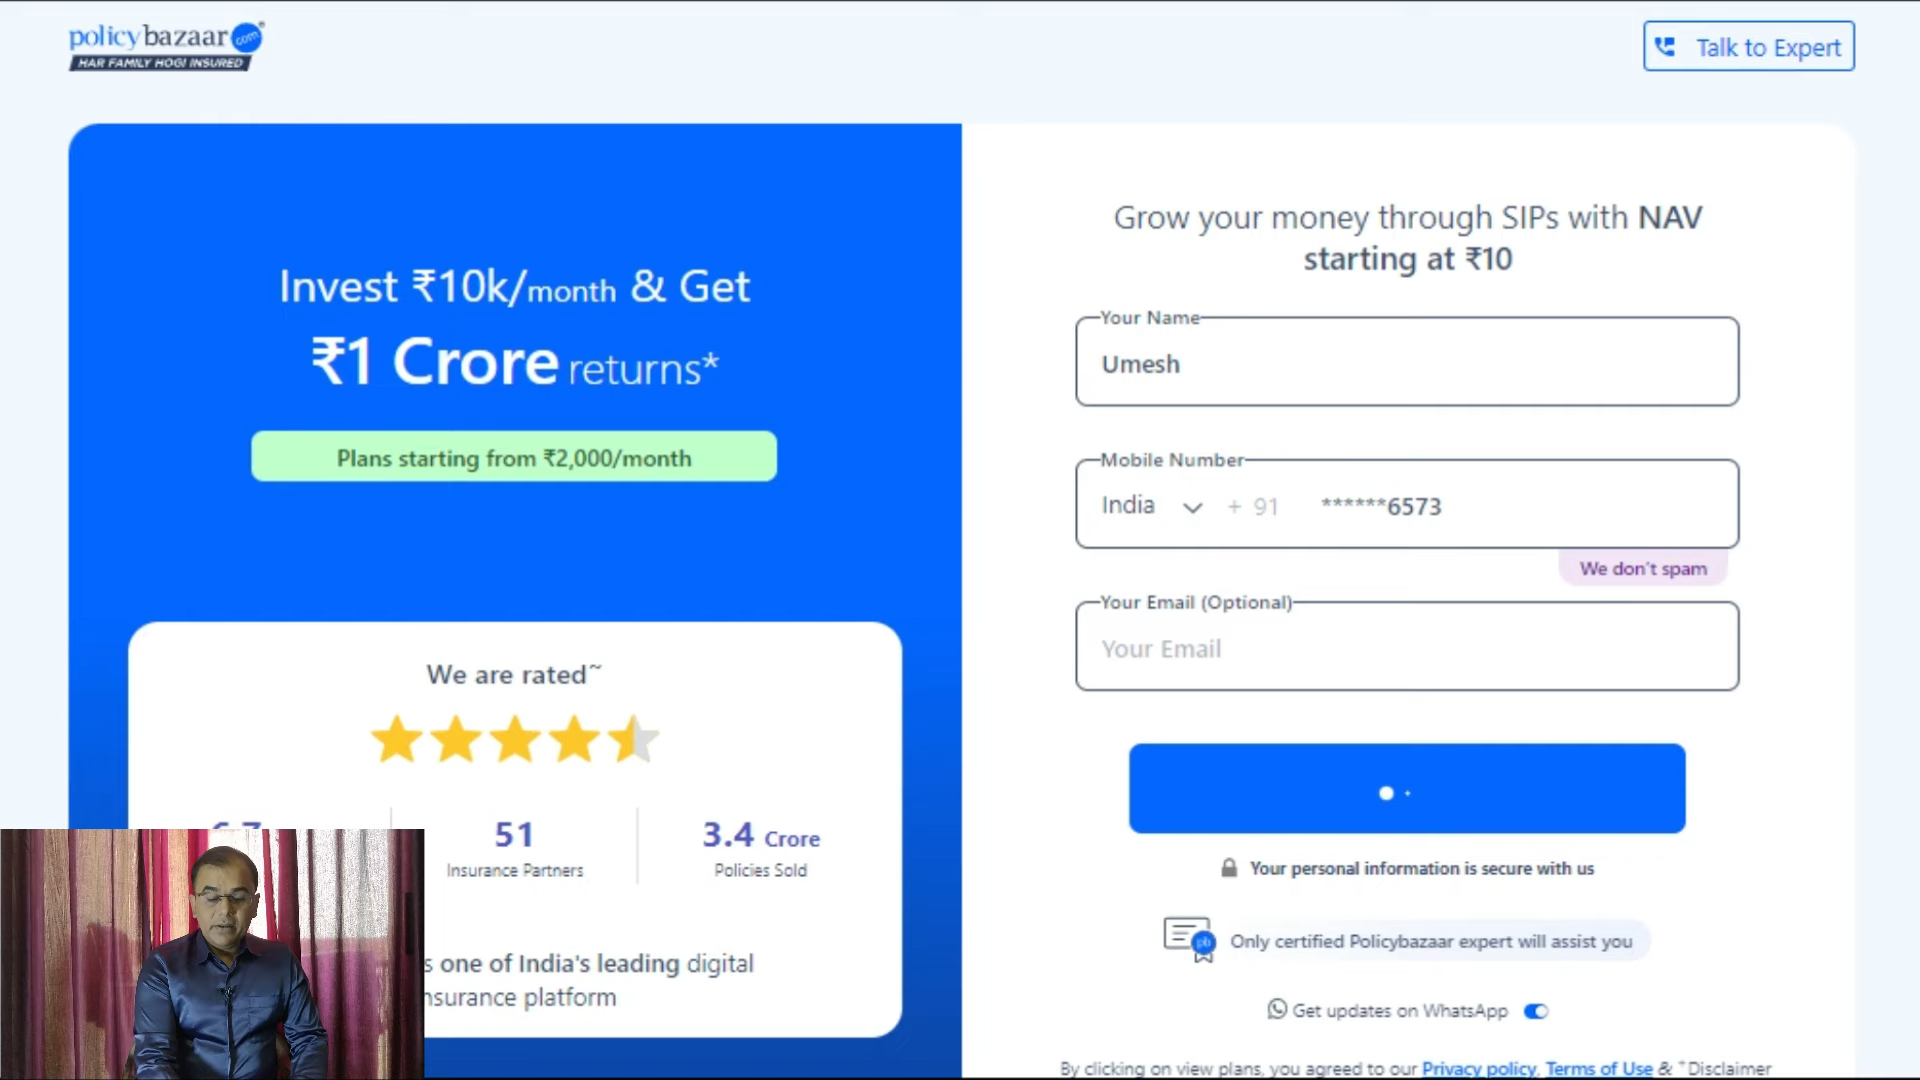 policybazaar.com
HAR FAMILY HOGI INSURED
Talk to Expert
Invest ₹10k/month & Get
₹1 Crore returns*
Plans starting from ₹2,000/month
We are rated~
51
Insurance Partners
3.4 Crore
Policies Sold
s one of India's leading digital
nsurance platform
Grow your money through SIPs with NAV
starting at ₹10
Your Name
Umesh
Mobile Number
India + 91 ******6573
We don't spam
Your Email (Optional)
Your Email
Your personal information is secure with us
pb
Only certified Policybazaar expert will assist you
Get updates on WhatsApp
By clicking on view plans, you agreed to our Privacy policy, Terms of Use & +Disclaimer